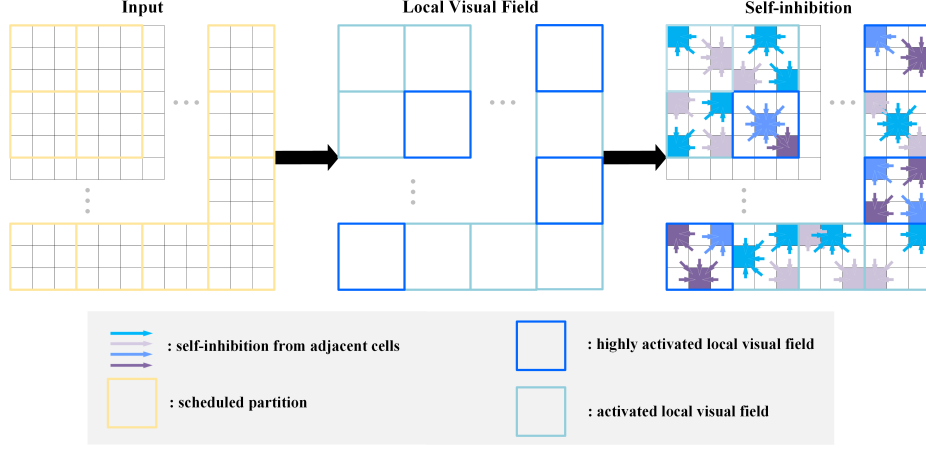 Input
Local Visual Field
Self-inhibition
: self-inhibition from adjacent cells
: highly activated local visual field
: scheduled partition
: activated local visual field